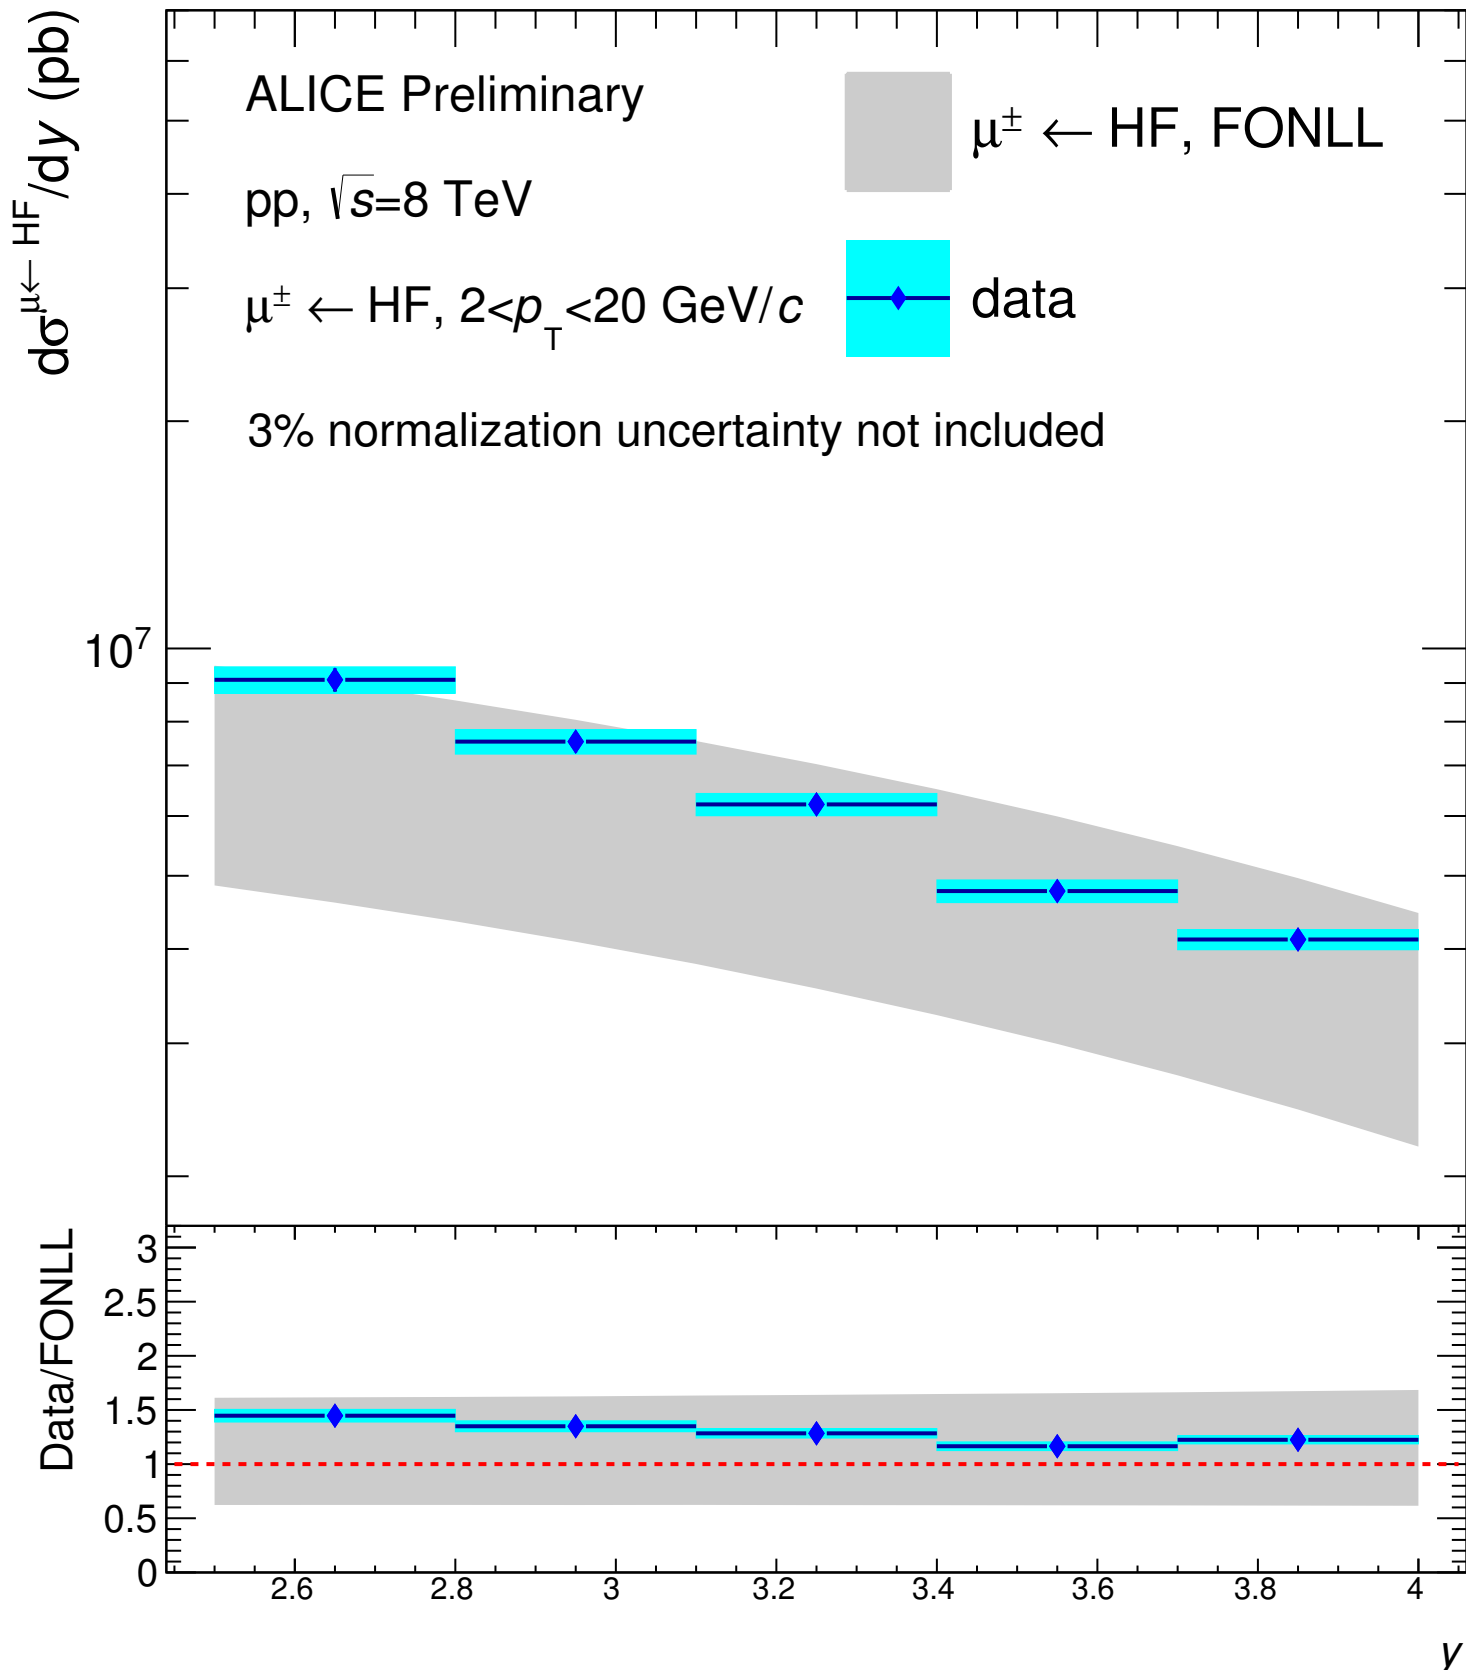 dσ^μ← HF/dy (pb)
ALICE Preliminary
pp, √s=8 TeV
μ± ← HF, 2<p_T<20 GeV/c
3% normalization uncertainty not included
μ± ← HF, FONLL
data
10^7
Data/FONLL
3
2.5
2
1.5
1
0.5
0
2.6 2.8 3 3.2 3.4 3.6 3.8 4
y